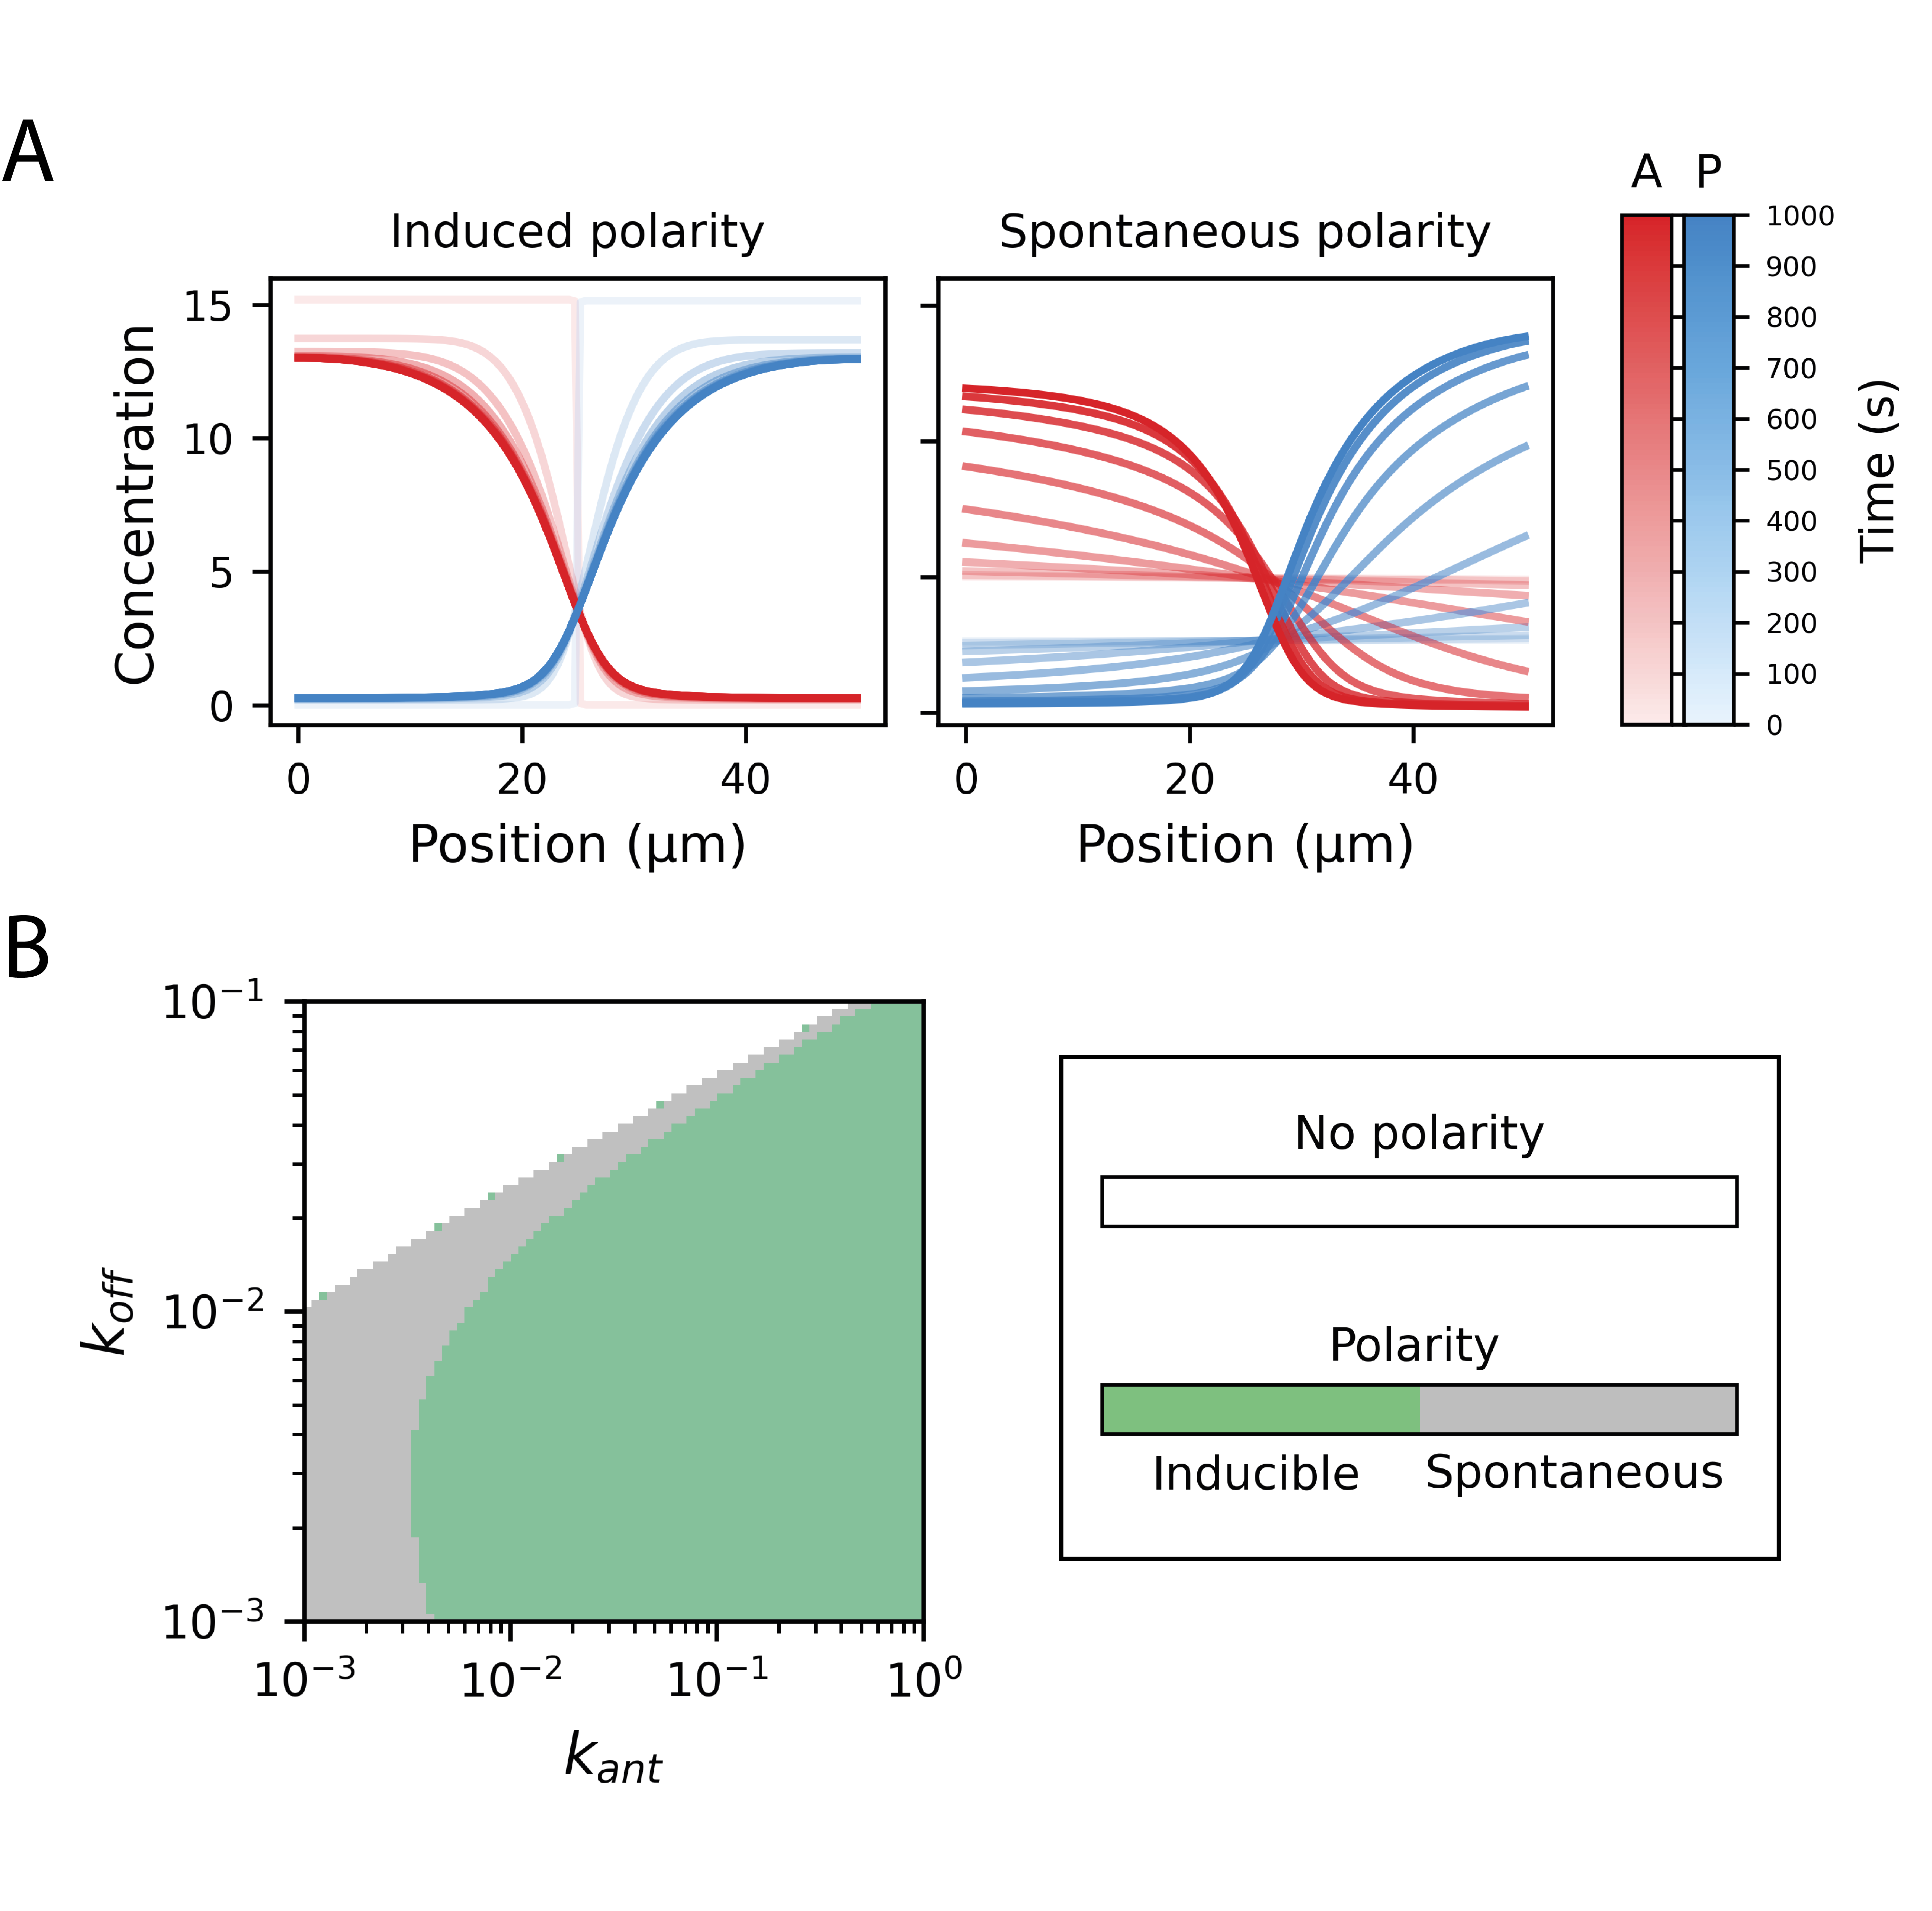 A
Induced polarity
Spontaneous polarity
A P
Concentration
15
10
5
0
0 20 40
Position (μm)
0 20 40
Position (μm)
1000
900
800
700
600
500
400
300
200
100
0
Time (s)
B
10⁻¹
10⁻²
10⁻³
k_off
10⁻³ 10⁻² 10⁻¹ 10⁰
k_ant
No polarity
Polarity
Inducible Spontaneous